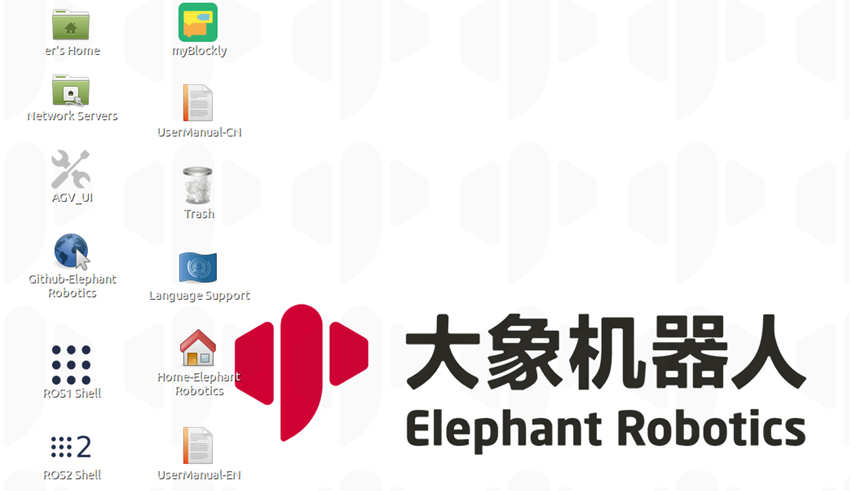 er's Home
Network Servers
AGV_UI
Github-Elephant
Robotics
ROS1 Shell
2
ROS2 Shell
myBlockly
UserManual-CN
Trash
Language Support
Home-Elephant
Robotics
UserManual-EN
大象机器人
Elephant Robotics